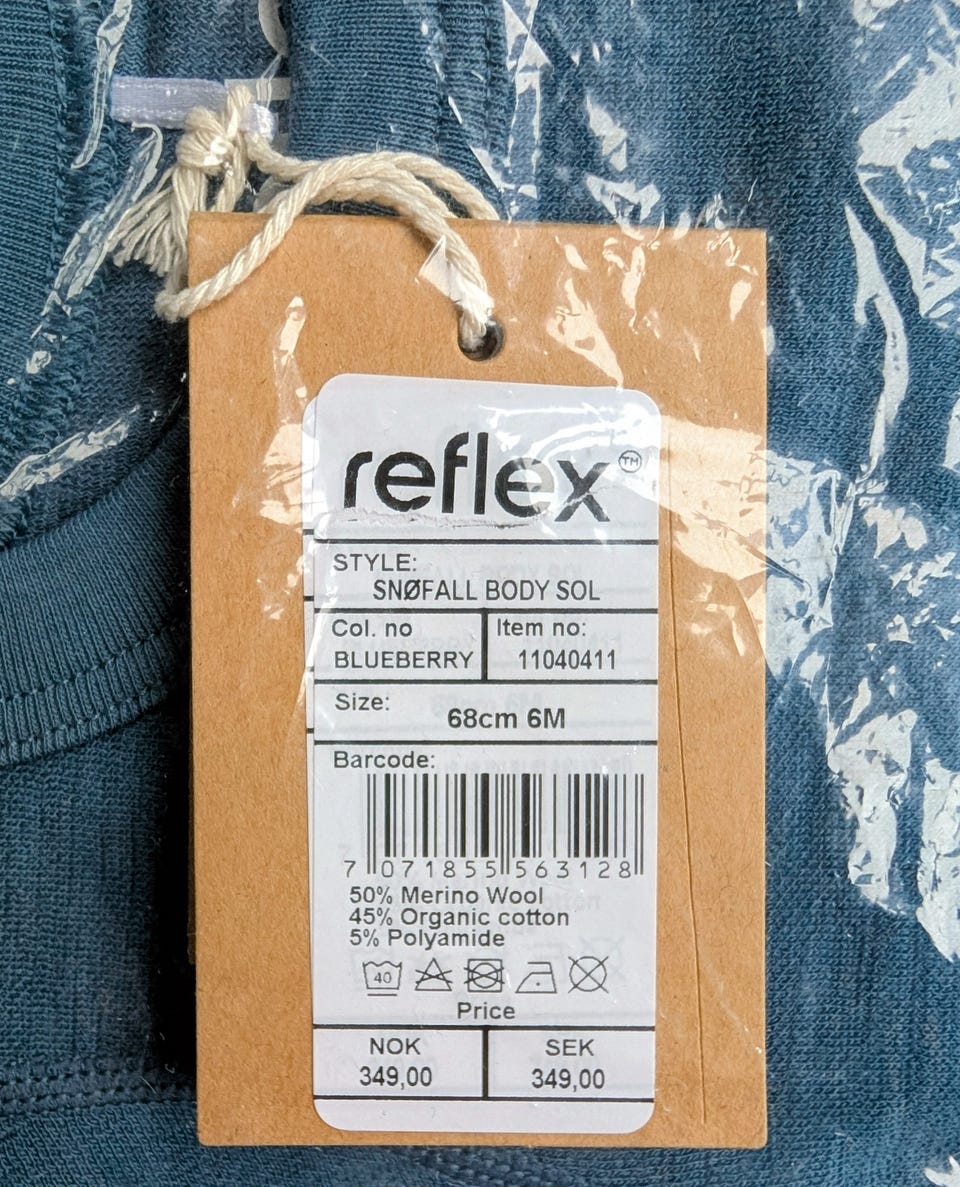 reflex™
STYLE:
SNØFALL BODY SOL
Col. no
BLUEBERRY
Item no:
11040411
Size:
68cm 6M
Barcode:
7 071855 563128
50% Merino Wool
45% Organic cotton
5% Polyamide
40
Price
NOK
349,00
SEK
349,00